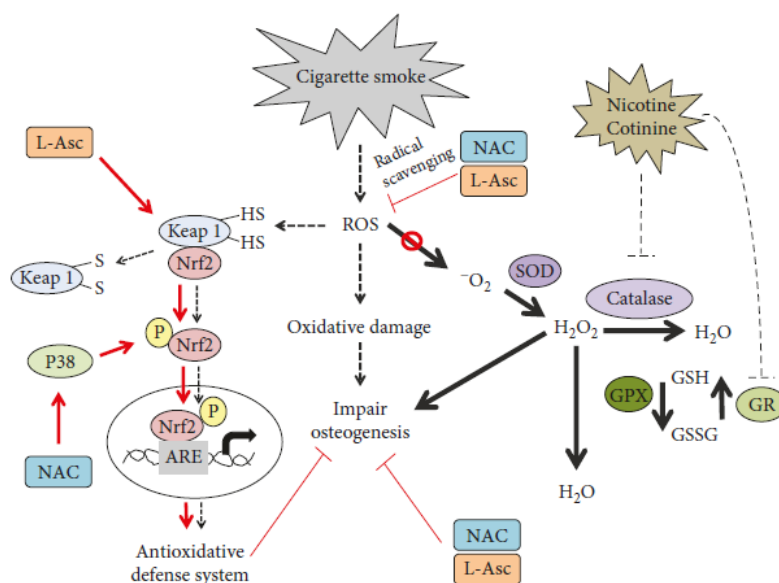 Cigarette smoke
Nicotine
Cotinine
L-Asc
Radical
scavenging
NAC
L-Asc
HS
HS
Keap 1
Nrf2
ROS
S
Keap 1
S
⁻O₂
SOD
Catalase
P
Nrf2
Oxidative damage
H₂O₂
H₂O
P38
GPX
GSH
GSSG
GR
Nrf2
P
ARE
Impair
osteogenesis
NAC
H₂O
Antioxidative
defense system
NAC
L-Asc